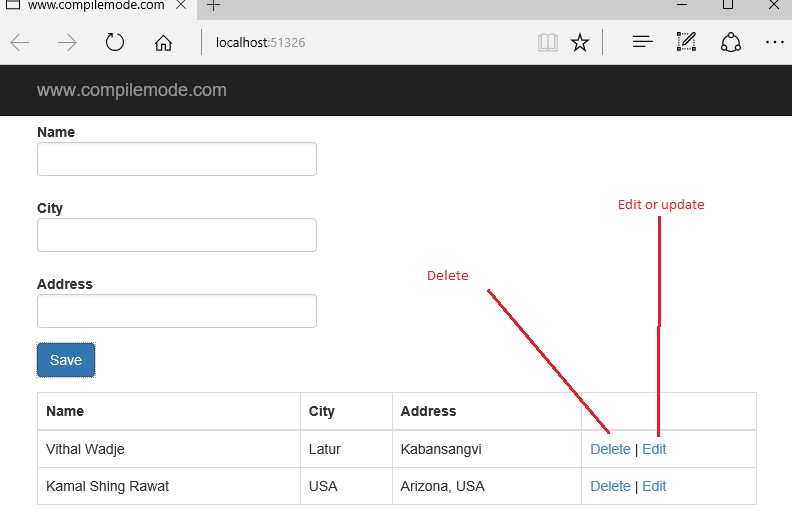 www.compilemode.com
localhost:51326
www.compilemode.com
Name
City
Edit or update
Delete
Address
Save
Name City Address
Vithal Wadje Latur Kabansangvi Delete | Edit
Kamal Shing Rawat USA Arizona, USA Delete | Edit